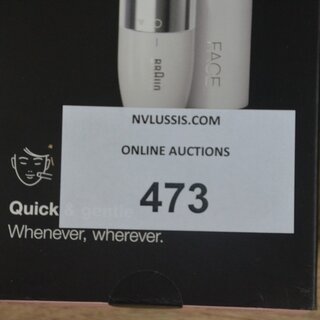 BRAUN
FACE
NVLUSSIS.COM
ONLINE AUCTIONS
473
Quick & gentle
Whenever, wherever.